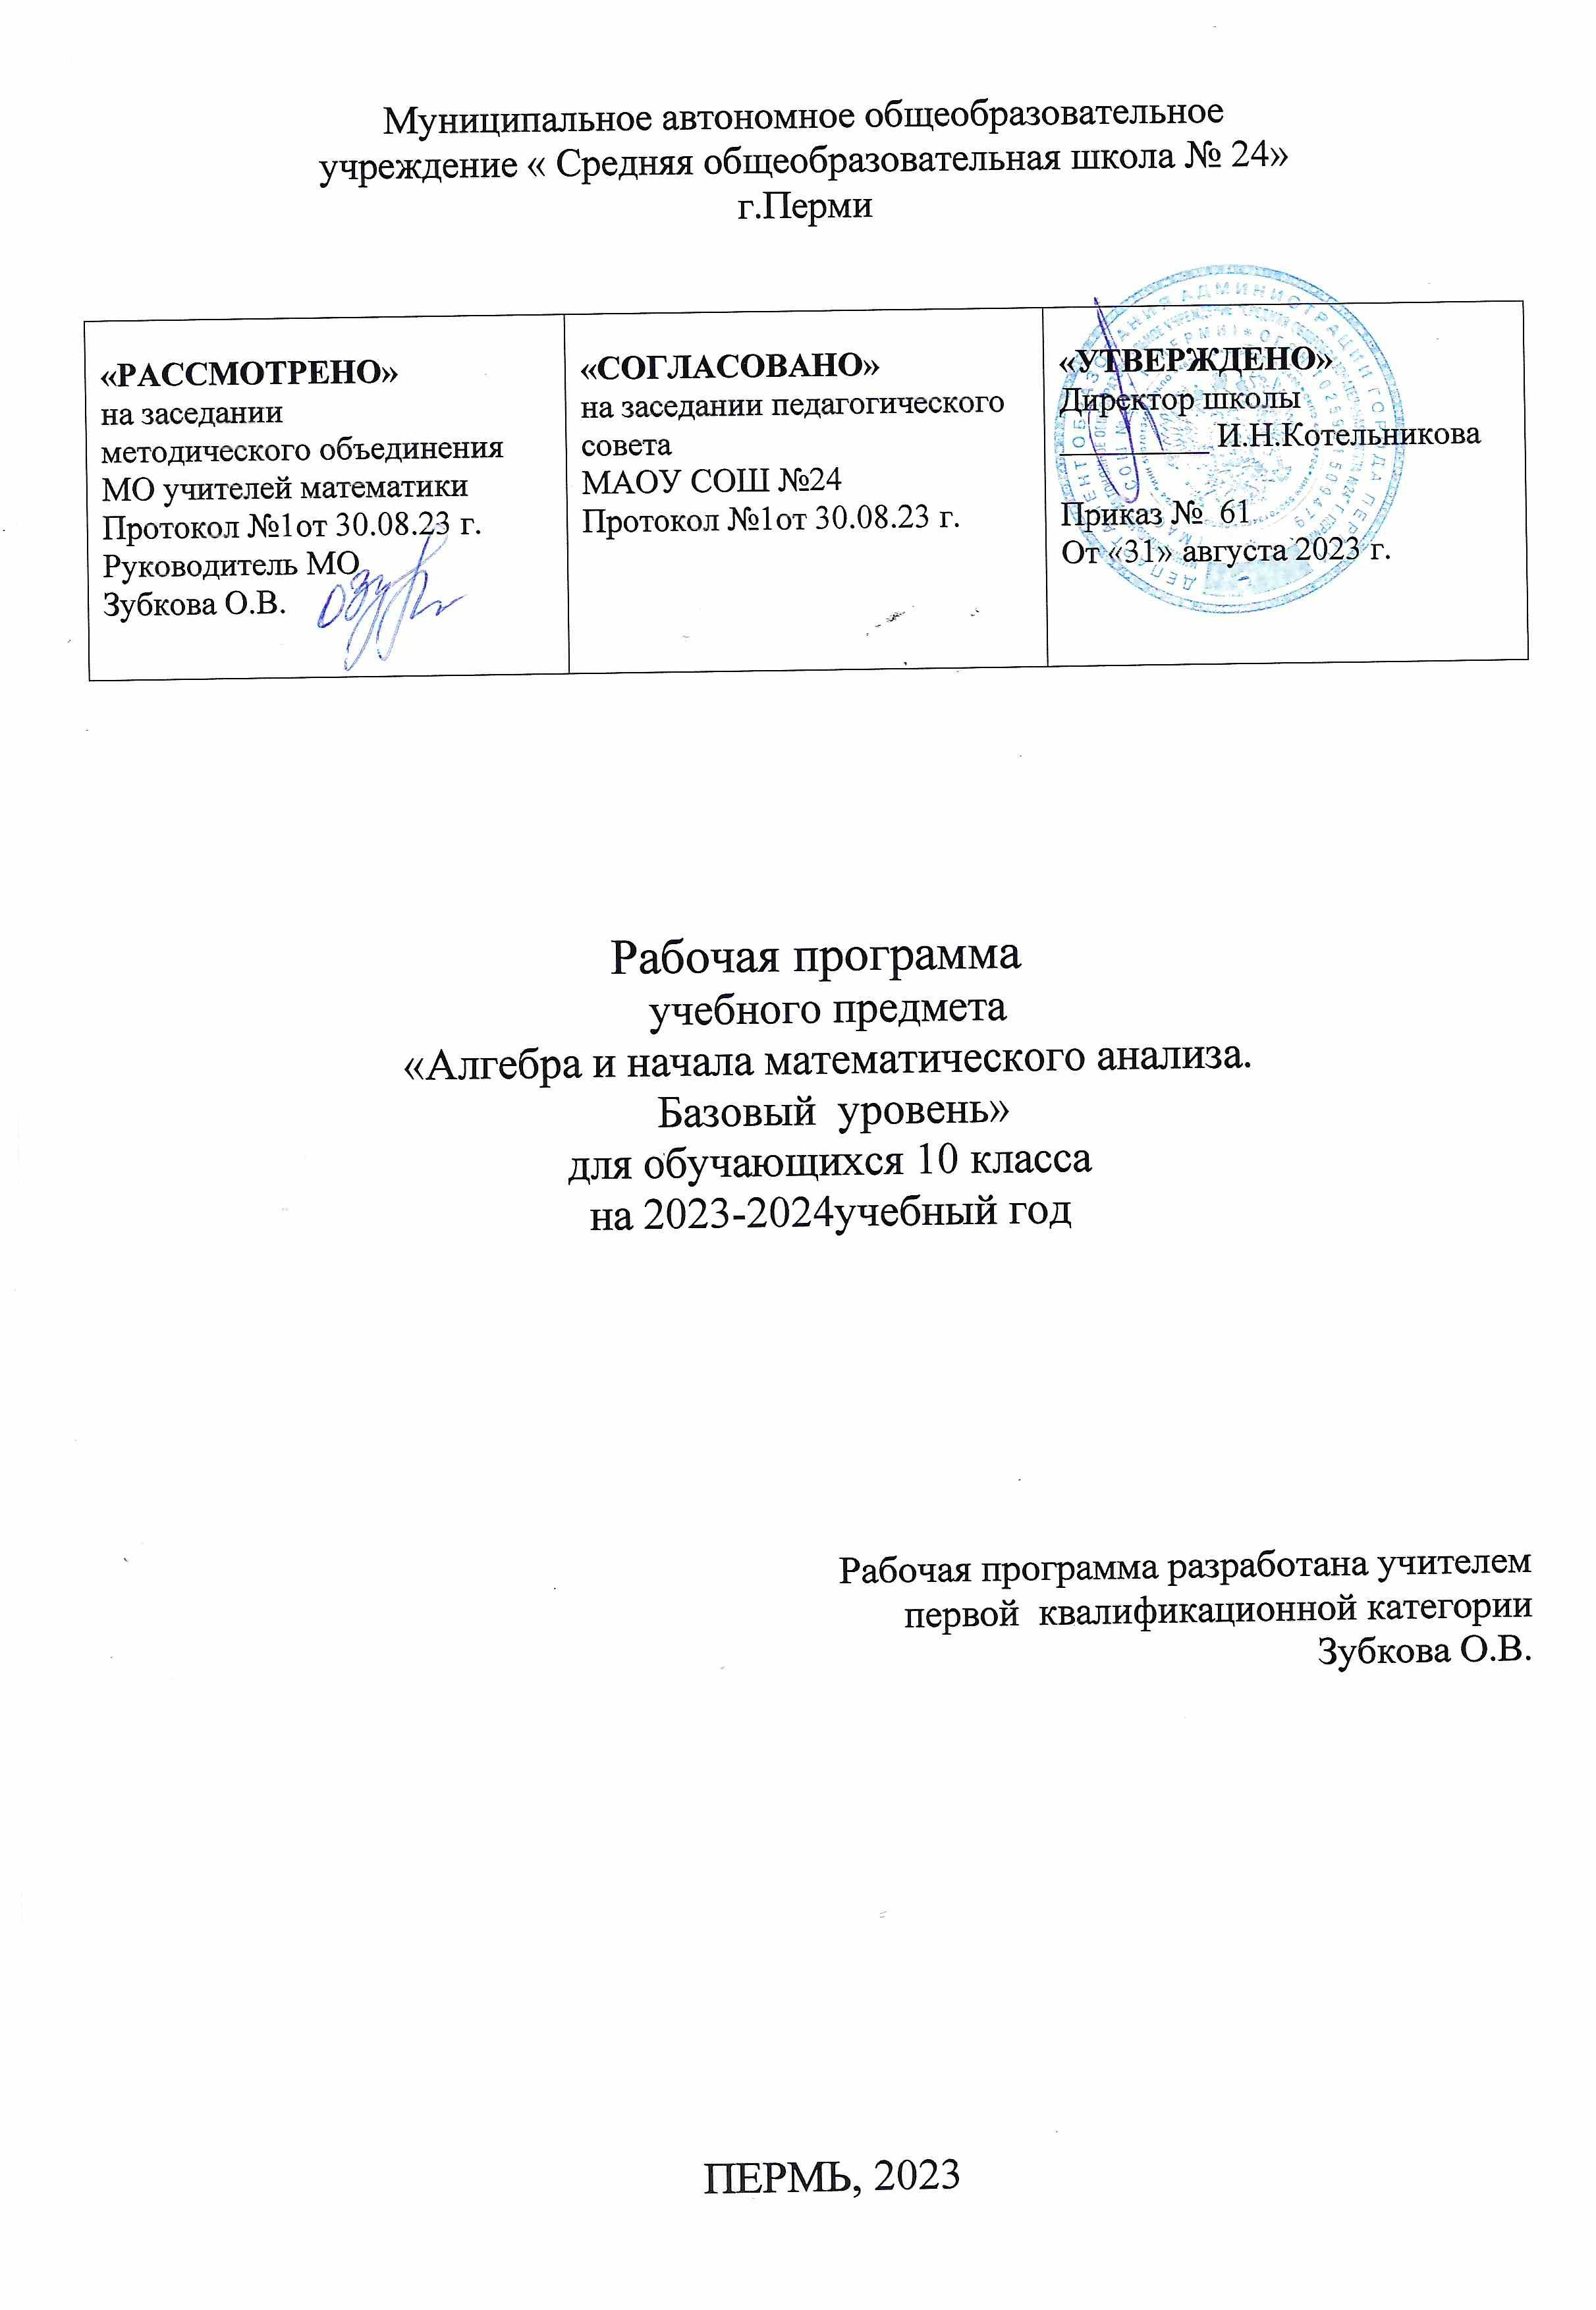 Муниципальное автономное общеобразовательное
учреждение « Средняя общеобразовательная школа № 24»
г.Перми
«РАССМОТРЕНО»
на заседании
методического объединения
МО учителей математики
Протокол №1от 30.08.23 г.
Руководитель МО
Зубкова О.В.
«СОГЛАСОВАНО»
на заседании педагогического
совета
МАОУ СОШ №24
Протокол №1от 30.08.23 г.
«УТВЕРЖДЕНО»
Директор школы
__________ И.Н.Котельникова
Приказ №  61
От «31» августа 2023 г.
Рабочая программа
учебного предмета
«Алгебра и начала математического анализа.
Базовый  уровень»
для обучающихся 10 класса
на 2023-2024учебный год
Рабочая программа разработана учителем
первой  квалификационной категории
Зубкова О.В.
ПЕРМЬ, 2023